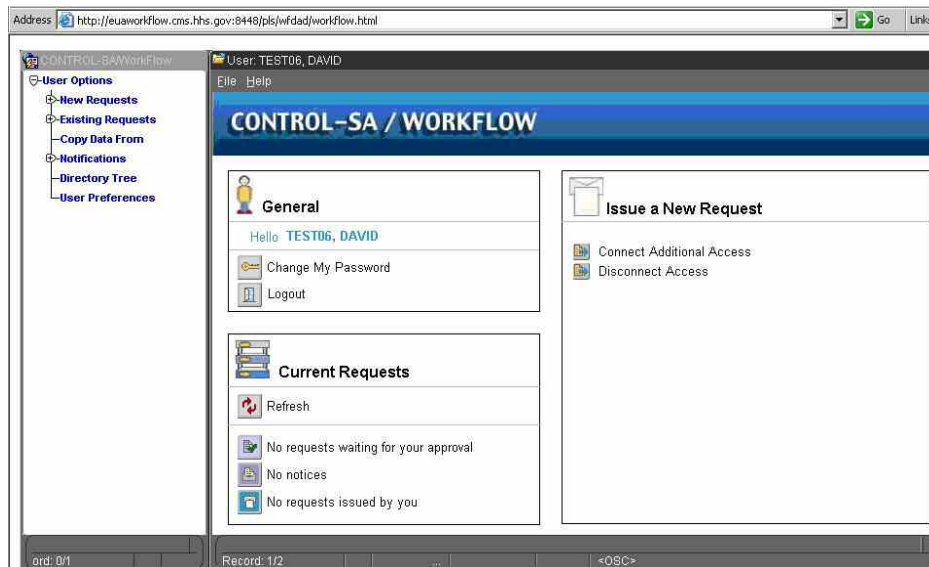 Address http://euaworkflow.cms.hhs.gov:8448/pls/wfdad/workflow.html Go Links
CONTROL-SA/WorkFlow
User Options
New Requests
Existing Requests
Copy Data From
Notifications
Directory Tree
User Preferences
User: TEST06, DAVID
File Help
CONTROL-SA / WORKFLOW
General
Hello TEST06, DAVID
Change My Password
Logout
Current Requests
Refresh
No requests waiting for your approval
No notices
No requests issued by you
Issue a New Request
Connect Additional Access
Disconnect Access
ord: 0/1
Record: 1/2 ... <OSC>